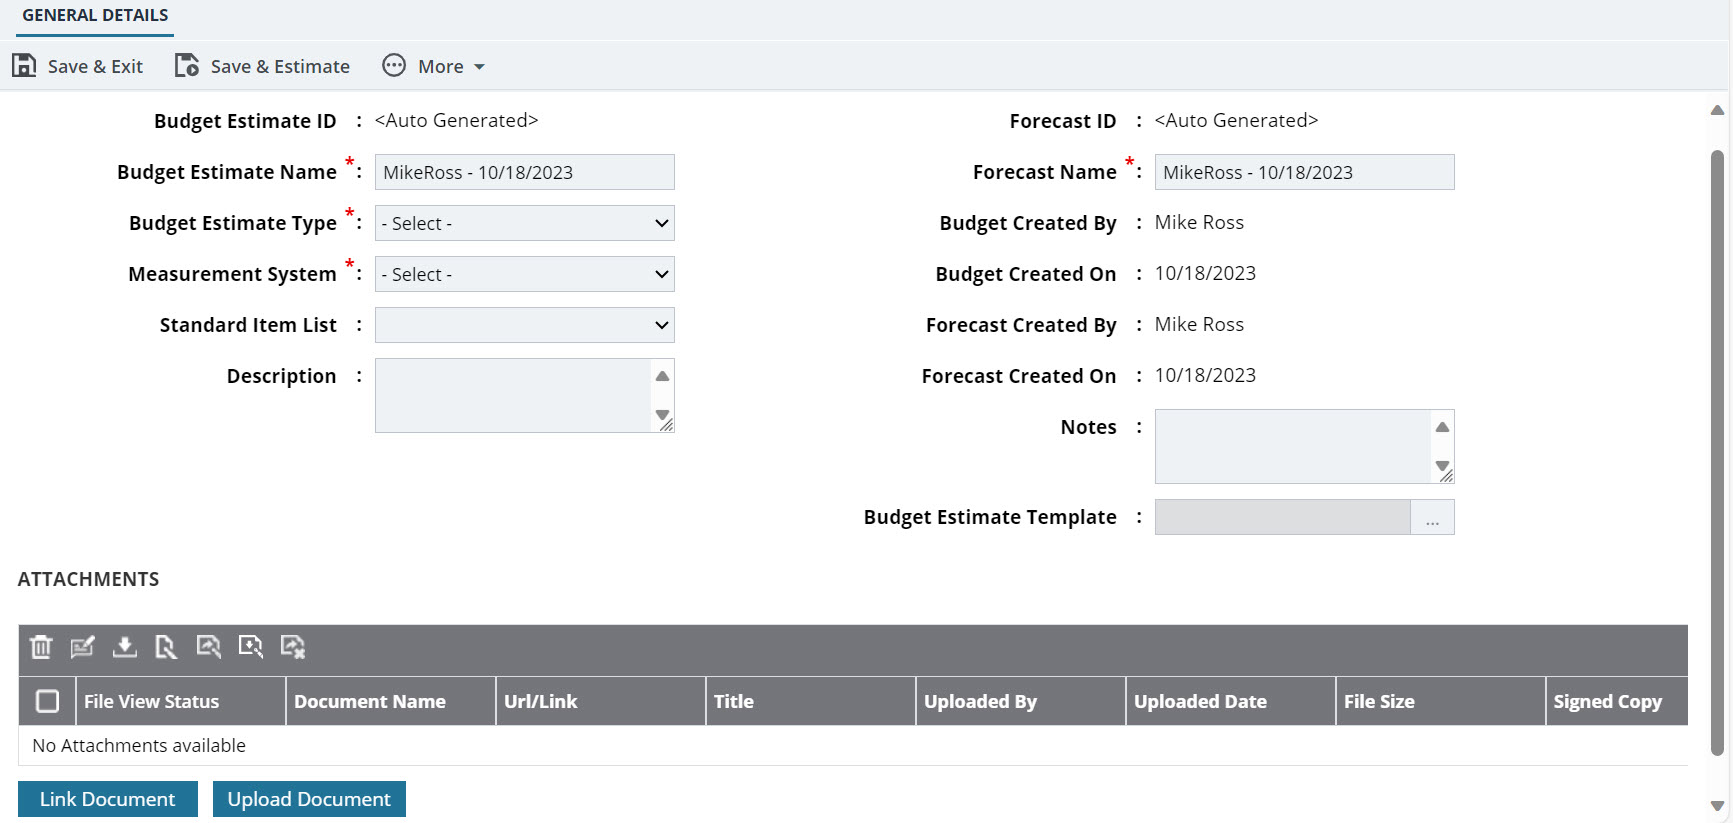 GENERAL DETAILS
Save & Exit Save & Estimate More
Budget Estimate ID : <Auto Generated>
Forecast ID : <Auto Generated>
Budget Estimate Name * : MikeRoss - 10/18/2023
Forecast Name * : MikeRoss - 10/18/2023
Budget Estimate Type * : - Select -
Budget Created By : Mike Ross
Measurement System * : - Select -
Budget Created On : 10/18/2023
Standard Item List :
Forecast Created By : Mike Ross
Description :
Forecast Created On : 10/18/2023
Notes :
Budget Estimate Template : ...
ATTACHMENTS
File View Status Document Name Url/Link Title Uploaded By Uploaded Date File Size Signed Copy
No Attachments available
Link Document Upload Document